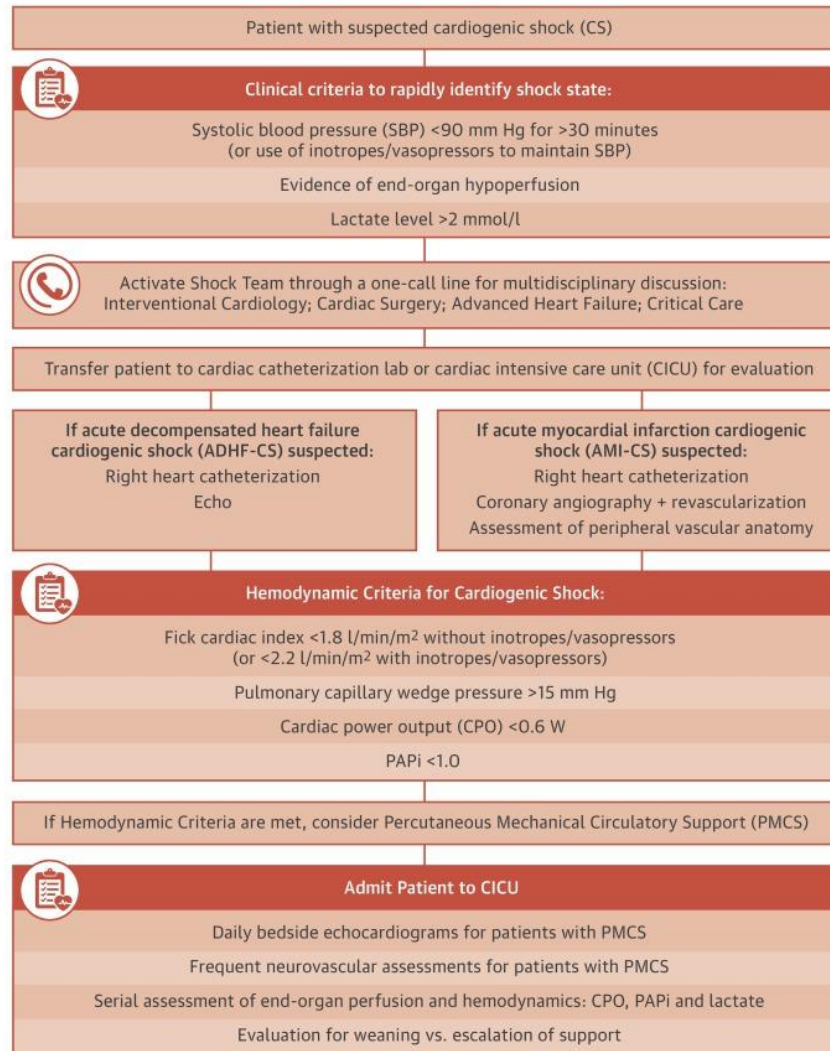 Patient with suspected cardiogenic shock (CS)
Clinical criteria to rapidly identify shock state:
Systolic blood pressure (SBP) <90 mm Hg for >30 minutes
(or use of inotropes/vasopressors to maintain SBP)
Evidence of end-organ hypoperfusion
Lactate level >2 mmol/l
Activate Shock Team through a one-call line for multidisciplinary discussion:
Interventional Cardiology; Cardiac Surgery; Advanced Heart Failure; Critical Care
Transfer patient to cardiac catheterization lab or cardiac intensive care unit (CICU) for evaluation
If acute decompensated heart failure
cardiogenic shock (ADHF-CS) suspected:
Right heart catheterization
Echo
If acute myocardial infarction cardiogenic
shock (AMI-CS) suspected:
Right heart catheterization
Coronary angiography + revascularization
Assessment of peripheral vascular anatomy
Hemodynamic Criteria for Cardiogenic Shock:
Fick cardiac index <1.8 l/min/m² without inotropes/vasopressors
(or <2.2 l/min/m² with inotropes/vasopressors)
Pulmonary capillary wedge pressure >15 mm Hg
Cardiac power output (CPO) <0.6 W
PAPi <1.0
If Hemodynamic Criteria are met, consider Percutaneous Mechanical Circulatory Support (PMCS)
Admit Patient to CICU
Daily bedside echocardiograms for patients with PMCS
Frequent neurovascular assessments for patients with PMCS
Serial assessment of end-organ perfusion and hemodynamics: CPO, PAPi and lactate
Evaluation for weaning vs. escalation of support